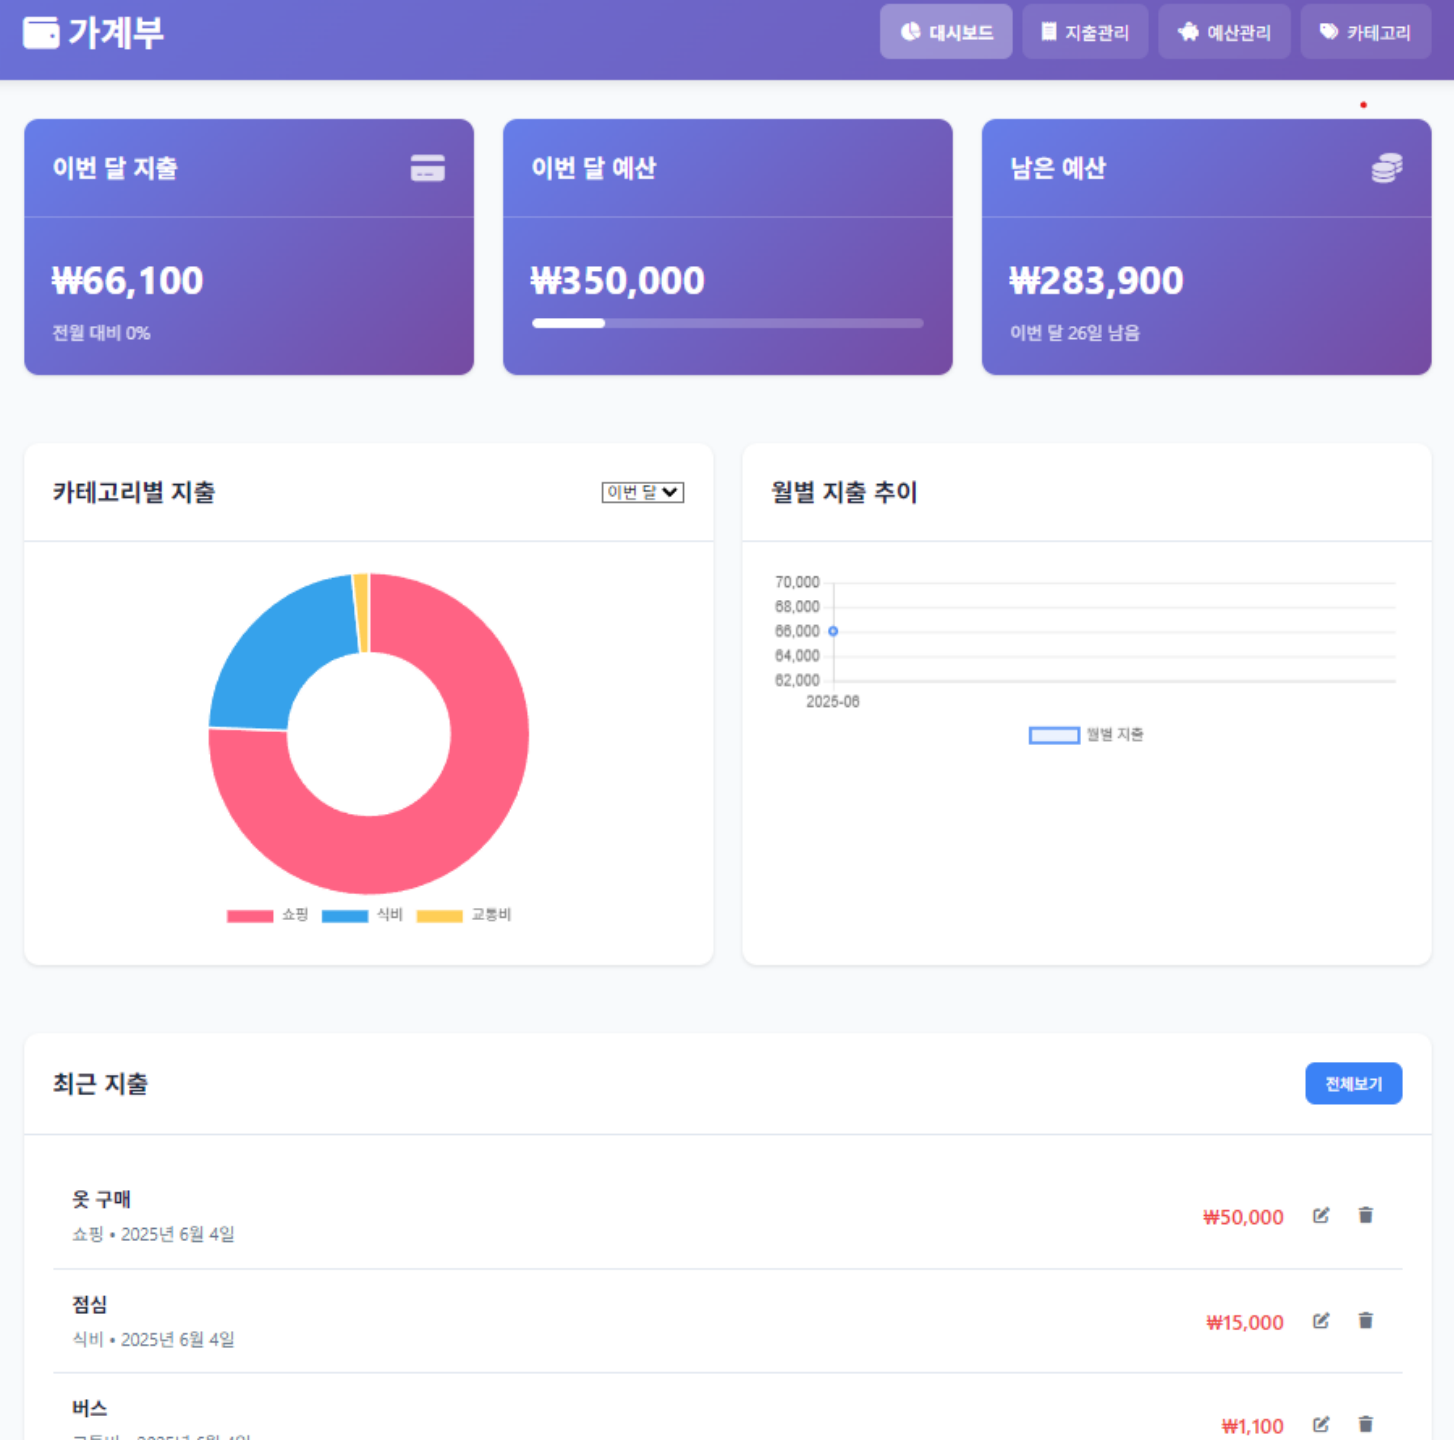 가계부
대시보드
지출관리
예산관리
카테고리
이번 달 지출
₩66,100
전월 대비 0%
이번 달 예산
₩350,000
남은 예산
₩283,900
이번 달 26일 남음
카테고리별 지출
이번 달
쇼핑 식비 교통비
월별 지출 추이
70,000
68,000
66,000
64,000
62,000
2025-06
월별 지출
최근 지출
전체보기
옷 구매
쇼핑 • 2025년 6월 4일
₩50,000
점심
식비 • 2025년 6월 4일
₩15,000
버스
₩1,100